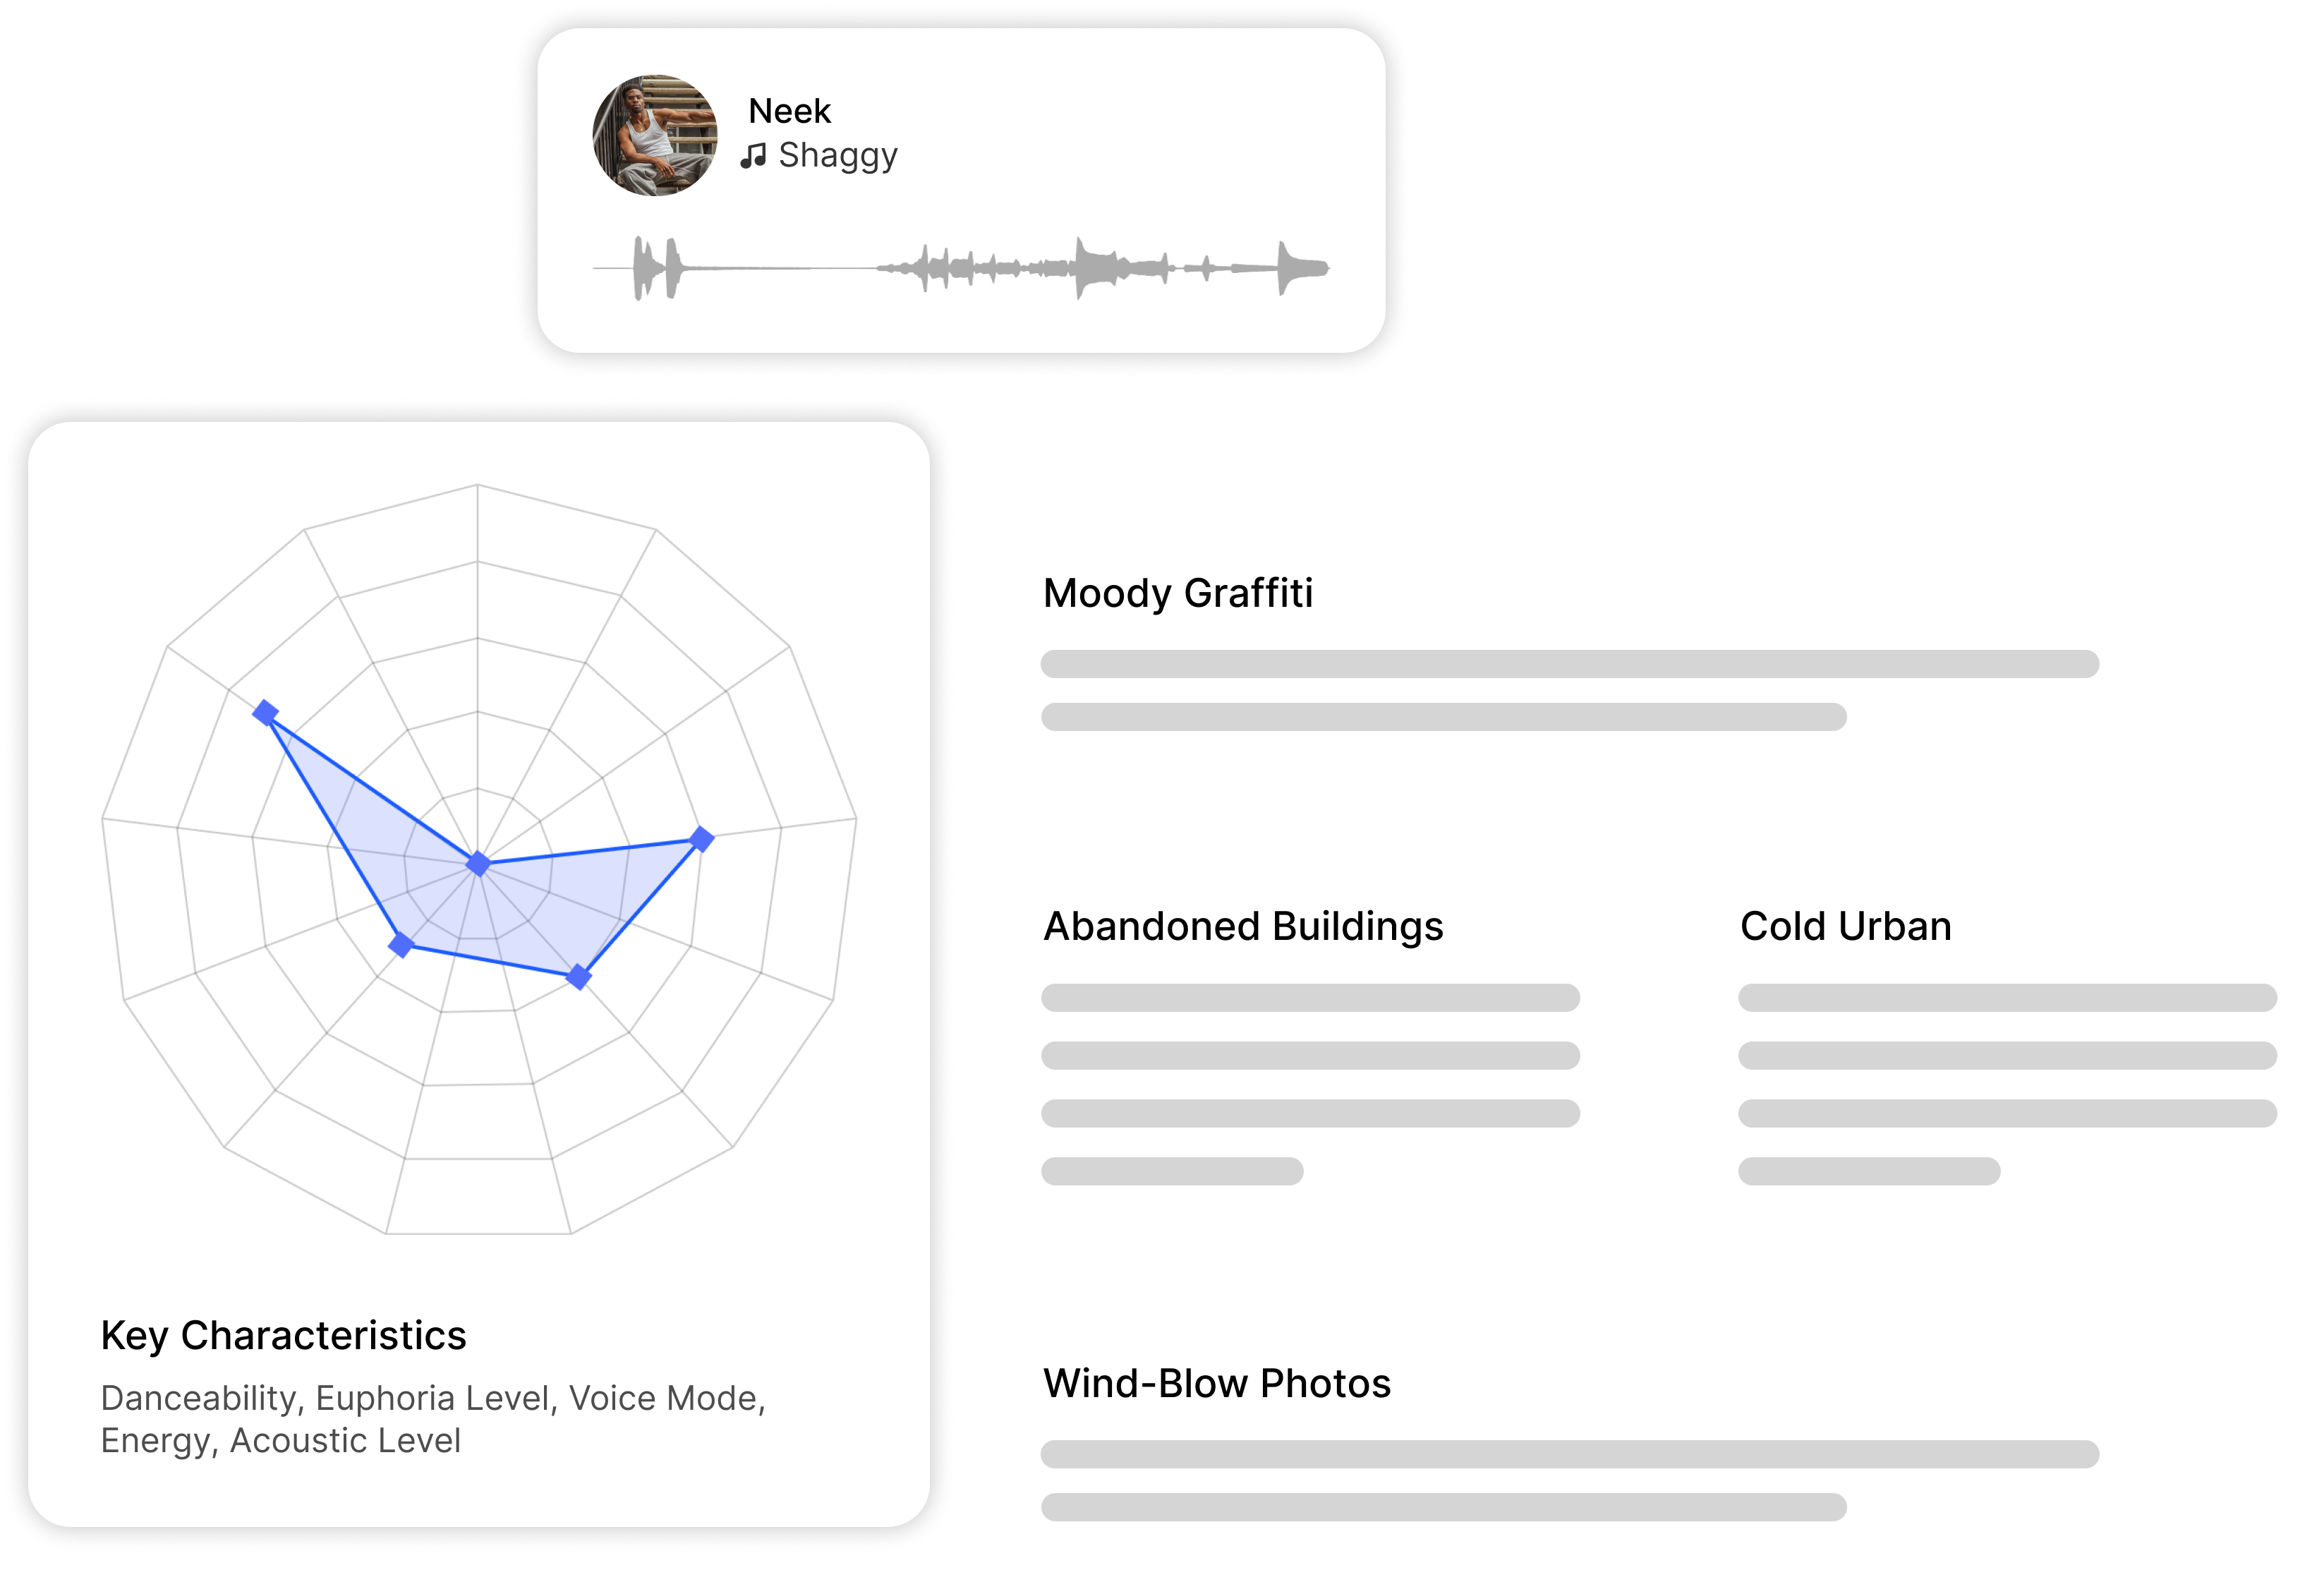 Neek
Shaggy
Moody Graffiti
Abandoned Buildings
Cold Urban
Wind-Blow Photos
Key Characteristics
Danceability, Euphoria Level, Voice Mode,
Energy, Acoustic Level